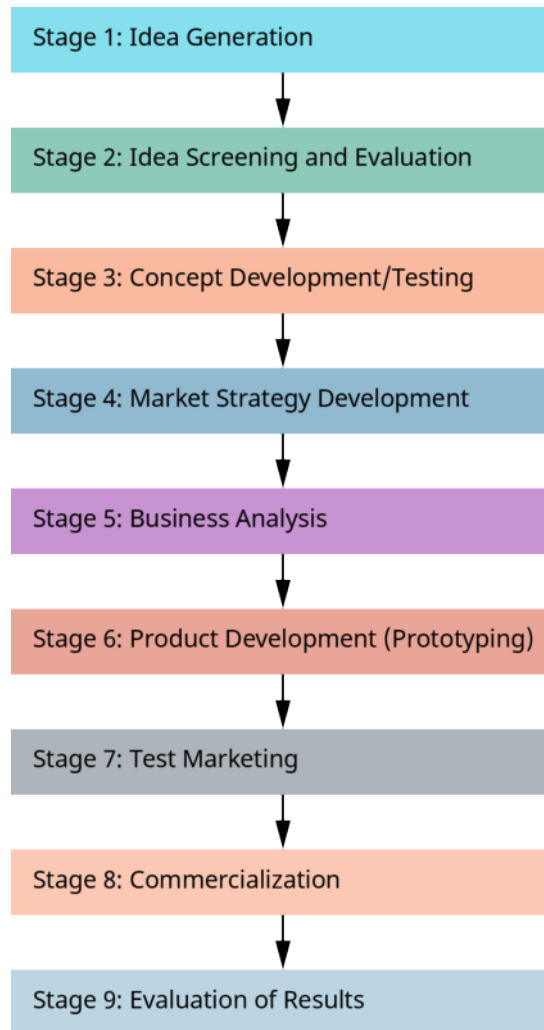 Stage 1: Idea Generation
Stage 2: Idea Screening and Evaluation
Stage 3: Concept Development/Testing
Stage 4: Market Strategy Development
Stage 5: Business Analysis
Stage 6: Product Development (Prototyping)
Stage 7: Test Marketing
Stage 8: Commercialization
Stage 9: Evaluation of Results